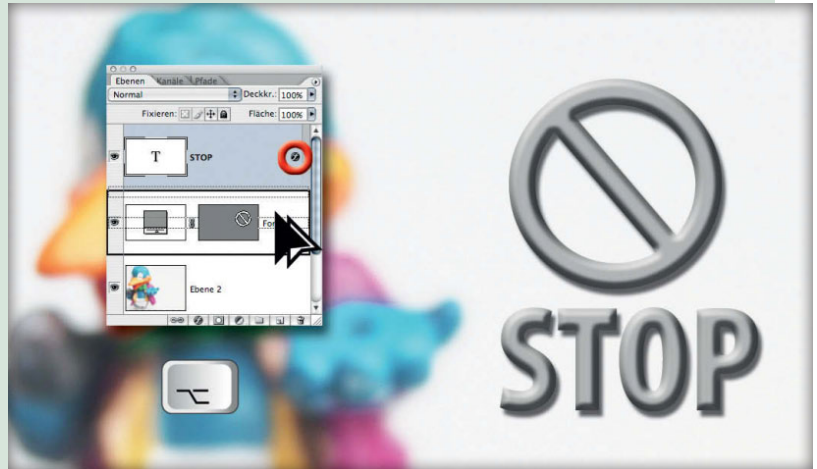 Ebenen Kanäle Pfade
Normal Deckkr.: 100%
Fixieren: Fläche: 100%
T STOP
Ebene 2
STOP